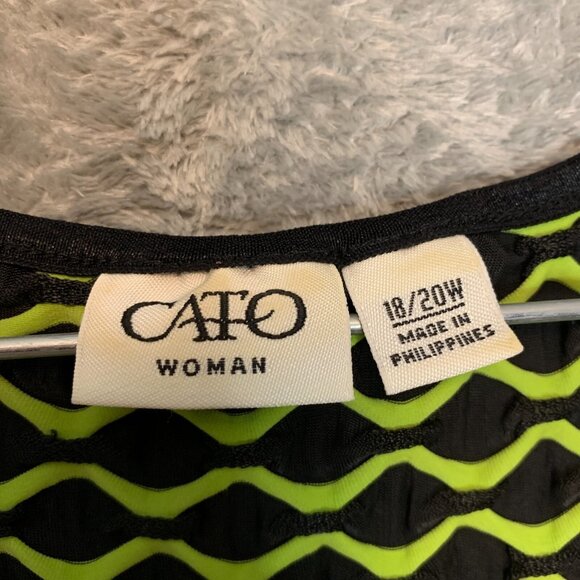 CATO
WOMAN
18/20W
MADE IN
PHILIPPINES